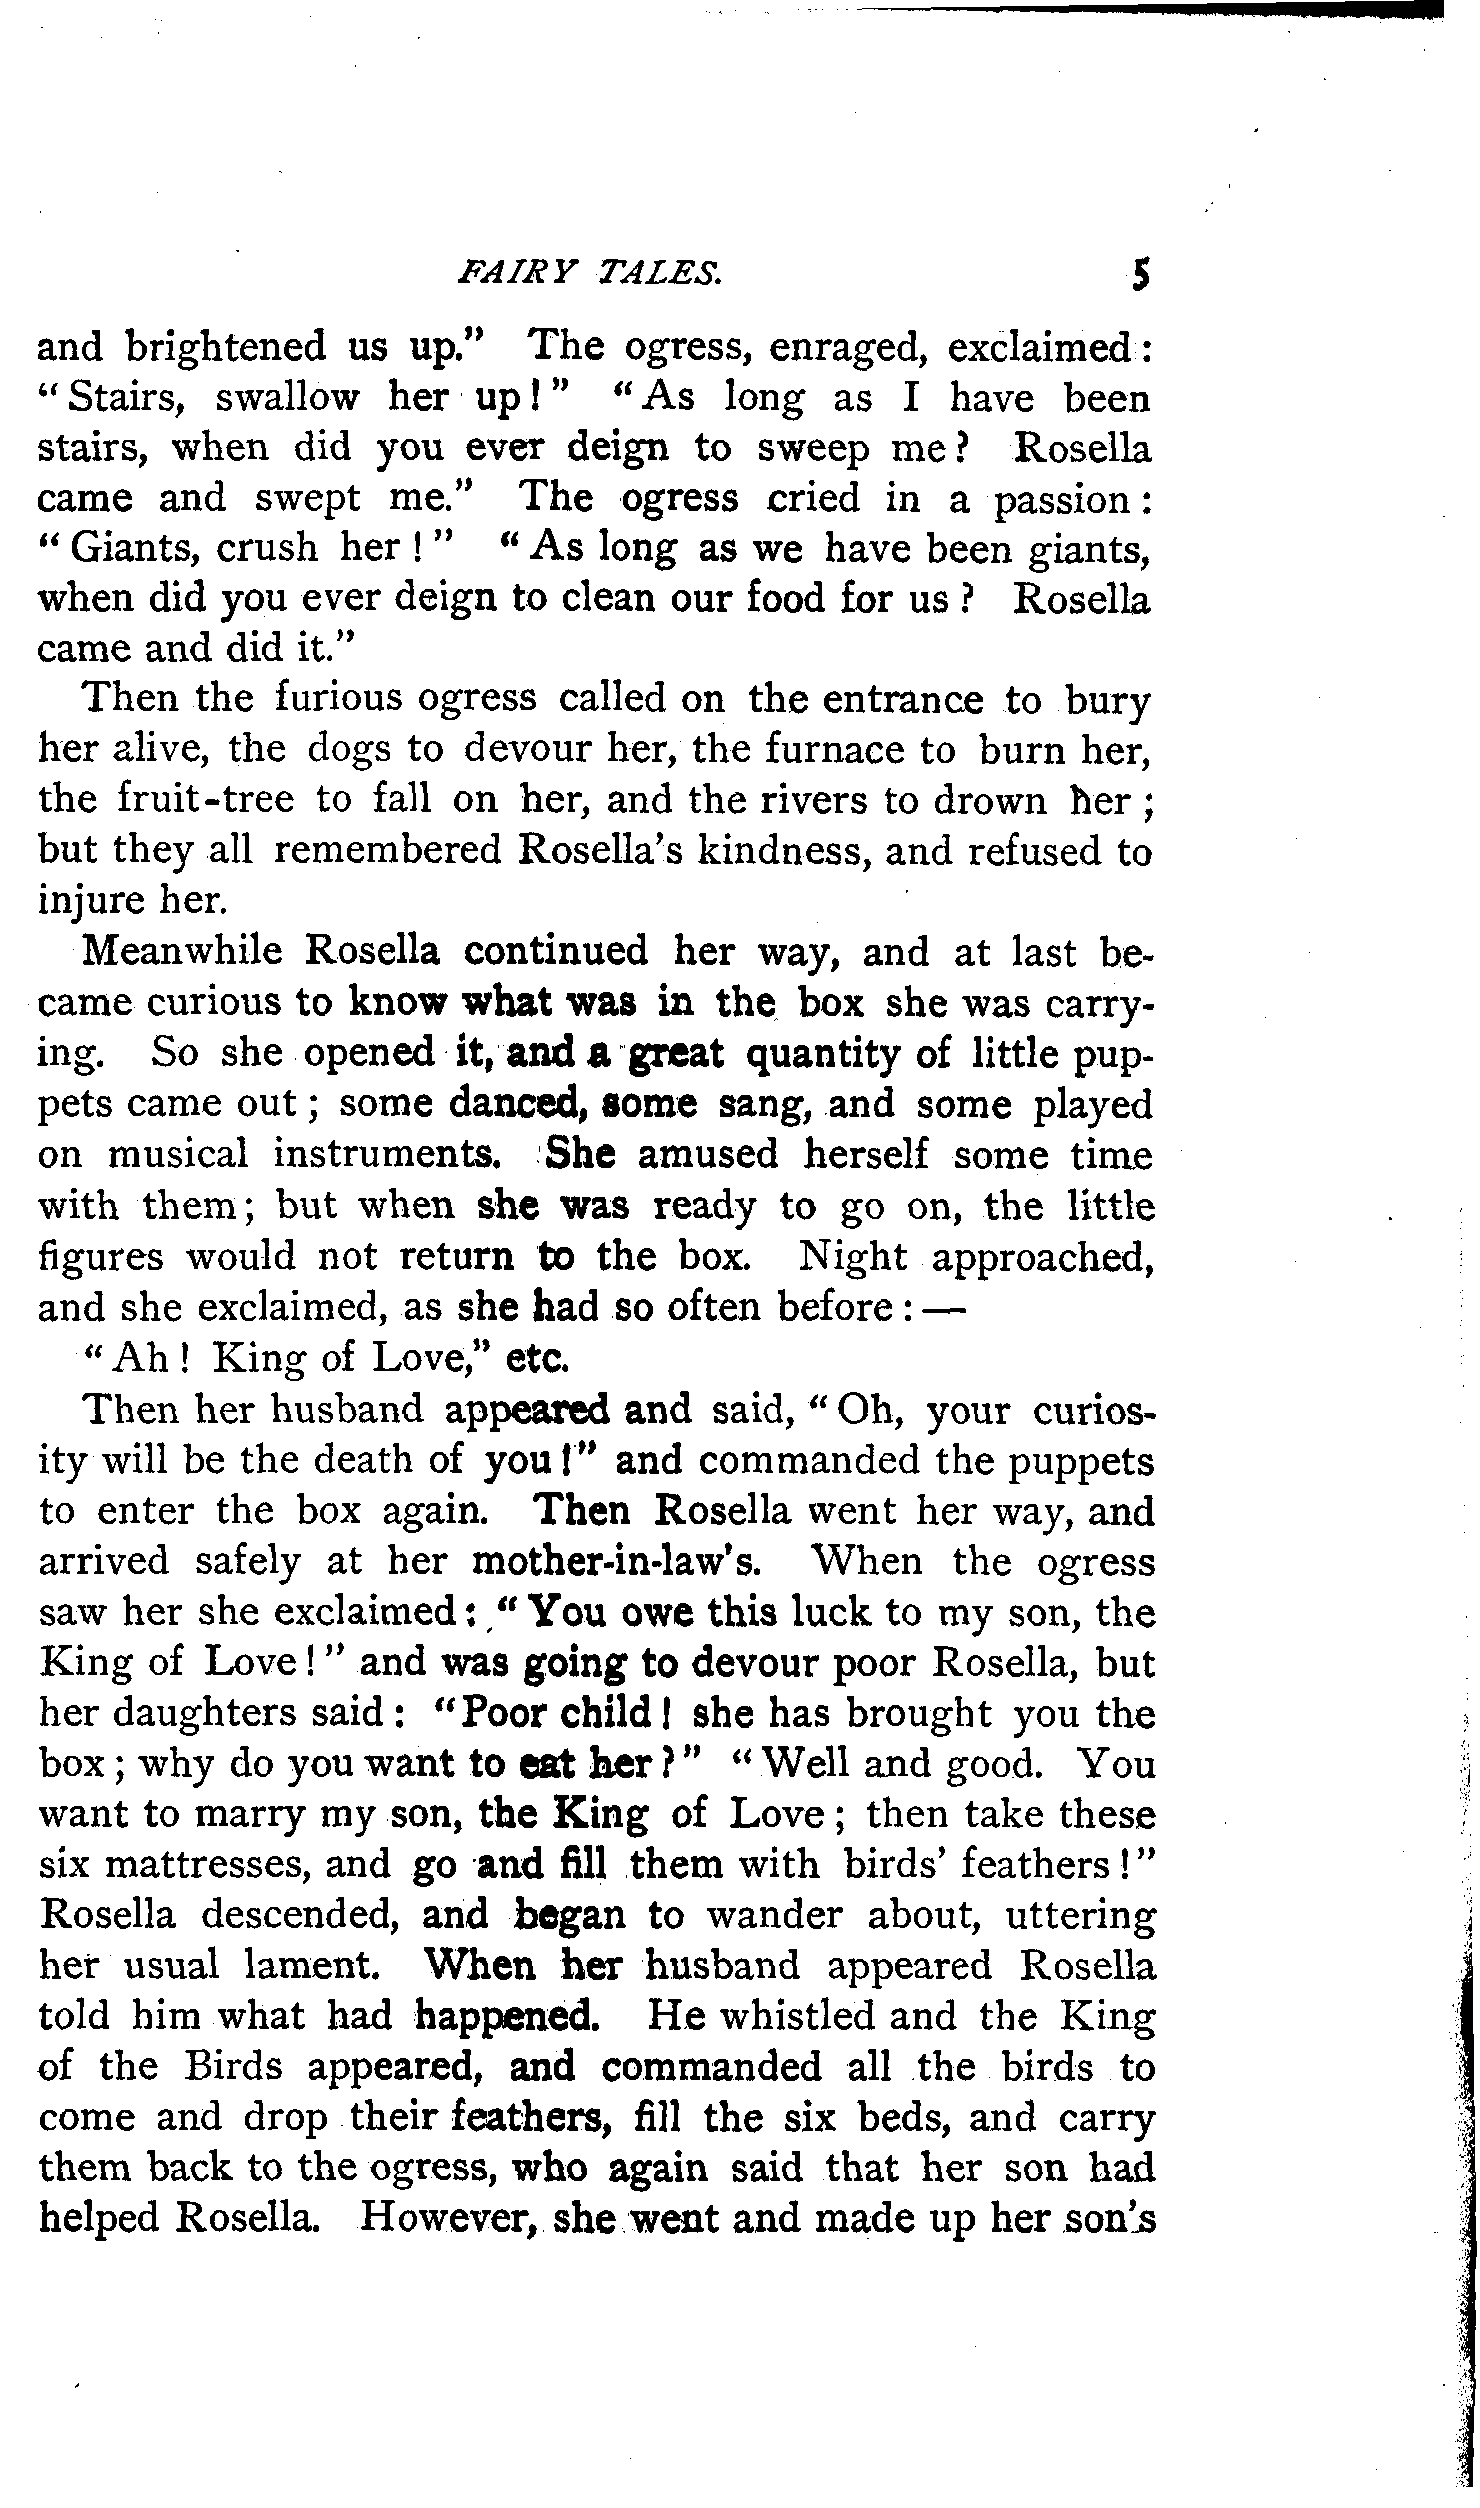 FAIRY TALES. 5
and brightened us up." The ogress, enraged, exclaimed:
"Stairs, swallow her up!" "As long as I have been
stairs, when did you ever deign to sweep me? Rosella
came and swept me." The ogress cried in a passion:
"Giants, crush her!" "As long as we have been giants,
when did you ever deign to clean our food for us? Rosella
came and did it."
Then the furious ogress called on the entrance to bury
her alive, the dogs to devour her, the furnace to burn her,
the fruit-tree to fall on her, and the rivers to drown her;
but they all remembered Rosella's kindness, and refused to
injure her.
Meanwhile Rosella continued her way, and at last be-
came curious to know what was in the box she was carry-
ing. So she opened it, and a great quantity of little pup-
pets came out; some danced, some sang, and some played
on musical instruments. She amused herself some time
with them; but when she was ready to go on, the little
figures would not return to the box. Night approached,
and she exclaimed, as she had so often before:—
"Ah! King of Love," etc.
Then her husband appeared and said, "Oh, your curios-
ity will be the death of you!" and commanded the puppets
to enter the box again. Then Rosella went her way, and
arrived safely at her mother-in-law's. When the ogress
saw her she exclaimed: "You owe this luck to my son, the
King of Love!" and was going to devour poor Rosella, but
her daughters said: "Poor child! she has brought you the
box; why do you want to eat her?" "Well and good. You
want to marry my son, the King of Love; then take these
six mattresses, and go and fill them with birds' feathers!"
Rosella descended, and began to wander about, uttering
her usual lament. When her husband appeared Rosella
told him what had happened. He whistled and the King
of the Birds appeared, and commanded all the birds to
come and drop their feathers, fill the six beds, and carry
them back to the ogress, who again said that her son had
helped Rosella. However, she went and made up her son's